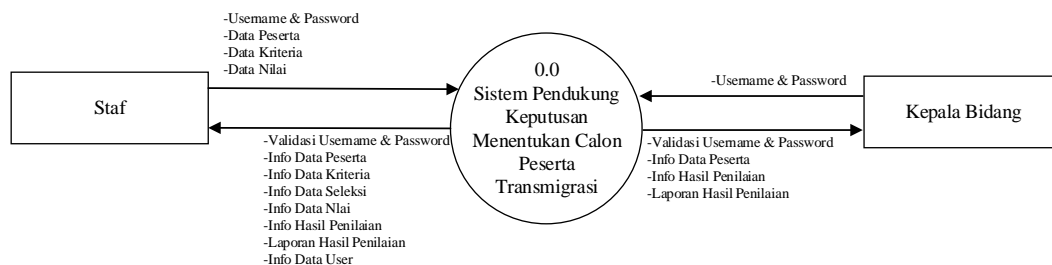 -Username & Password
-Data Peserta
-Data Kriteria
-Data Nilai
Staf
0.0
Sistem Pendukung
Keputusan
Menentukan Calon
Peserta
Transmigrasi
-Username & Password
Kepala Bidang
-Validasi Username & Password
-Info Data Peserta
-Info Data Kriteria
-Info Data Seleksi
-Info Data Nlai
-Info Hasil Penilaian
-Laporan Hasil Penilaian
-Info Data User
-Validasi Username & Password
-Info Data Peserta
-Info Hasil Penilaian
-Laporan Hasil Penilaian